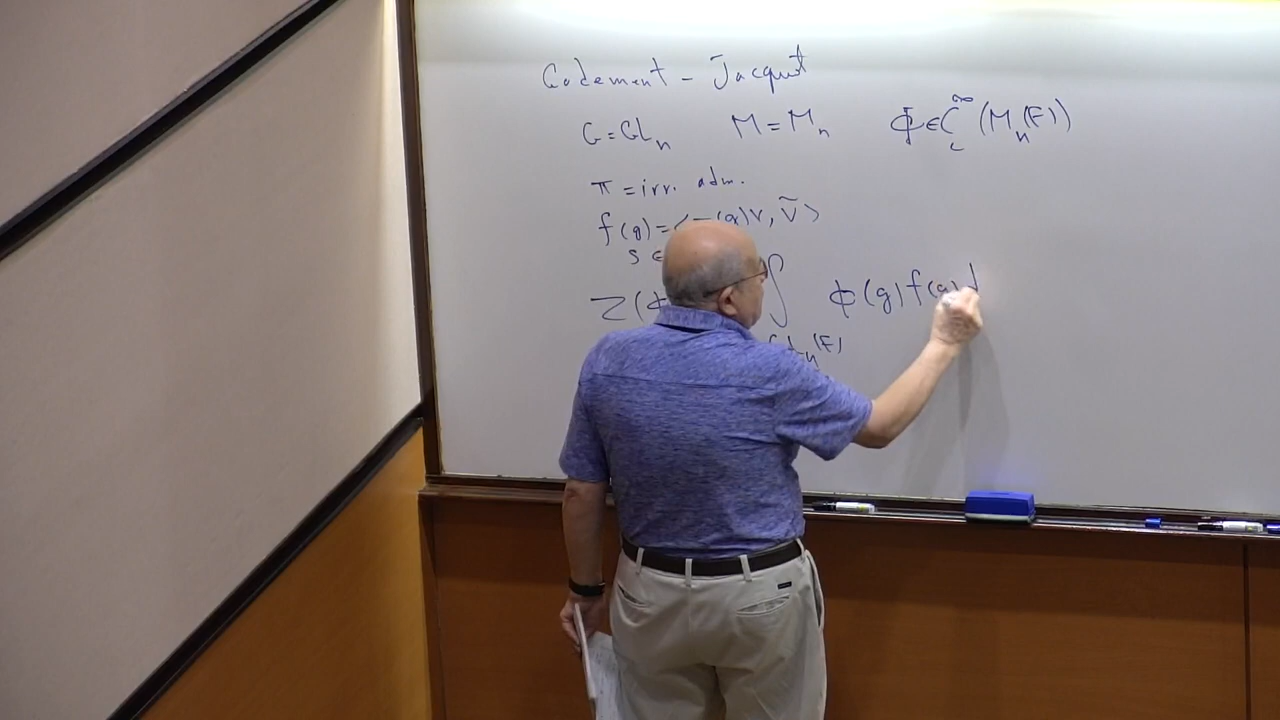 Godement - Jacquet
G = GL_n M = M_n Φ ∈ C_c^∞ (M_n(F))
π = irr. adm.
f(g) = < (g)v, ṽ >
s ∈
Z(Φ ∫ Φ(g) f(g) d
GL_n(F)